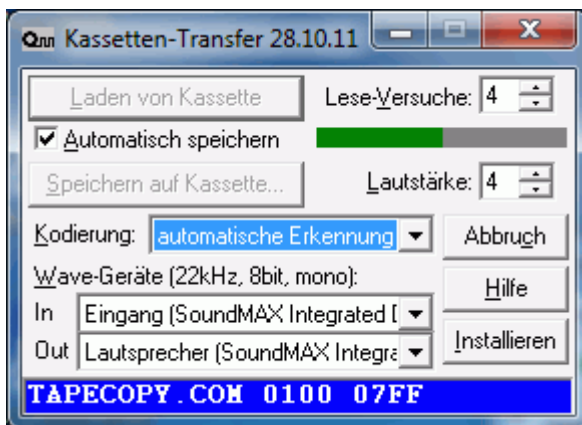 Kassetten-Transfer 28.10.11
Laden von Kassette
Lese-Versuche: 4
Automatisch speichern
Speichern auf Kassette...
Lautstärke: 4
Kodierung: automatische Erkennung
Abbruch
Wave-Geräte (22kHz, 8bit, mono):
Hilfe
In Eingang (SoundMAX Integrated
Installieren
Out Lautsprecher (SoundMAX Integra
TAPECOPY.COM 0100 07FF